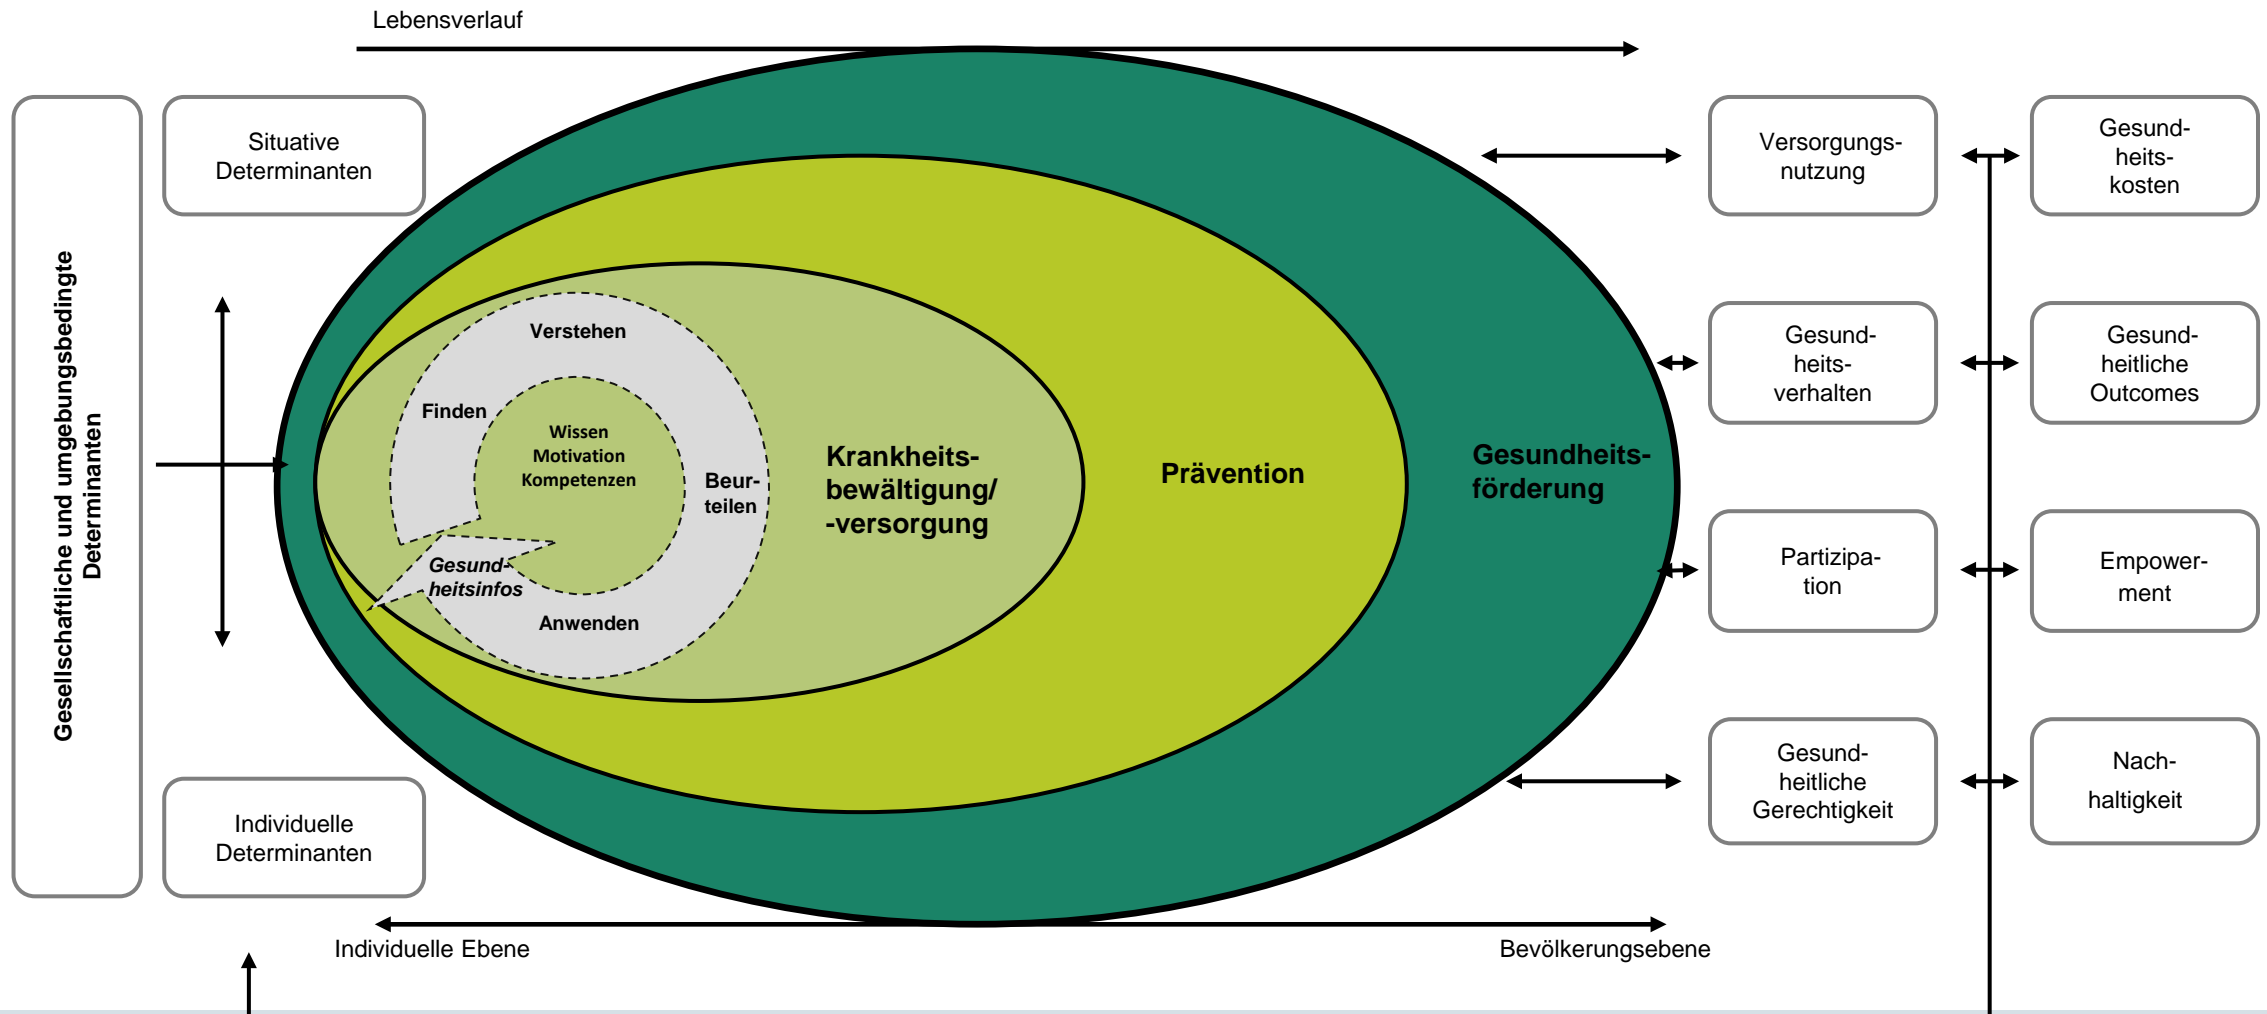 Lebensverlauf
Gesellschaftliche und umgebungsbedingte
Determinanten
Situative
Determinanten
Individuelle
Determinanten
Verstehen
Finden
Wissen
Motivation
Kompetenzen
Beur-
teilen
Gesund-
heitsinfos
Anwenden
Krankheits-
bewältigung/
-versorgung
Prävention
Gesundheits-
förderung
Versorgungs-
nutzung
Gesund-
heits-
kosten
Gesund-
heits-
verhalten
Gesund-
heitliche
Outcomes
Partizipa-
tion
Empower-
ment
Gesund-
heitliche
Gerechtigkeit
Nach-
haltigkeit
Individuelle Ebene
Bevölkerungsebene